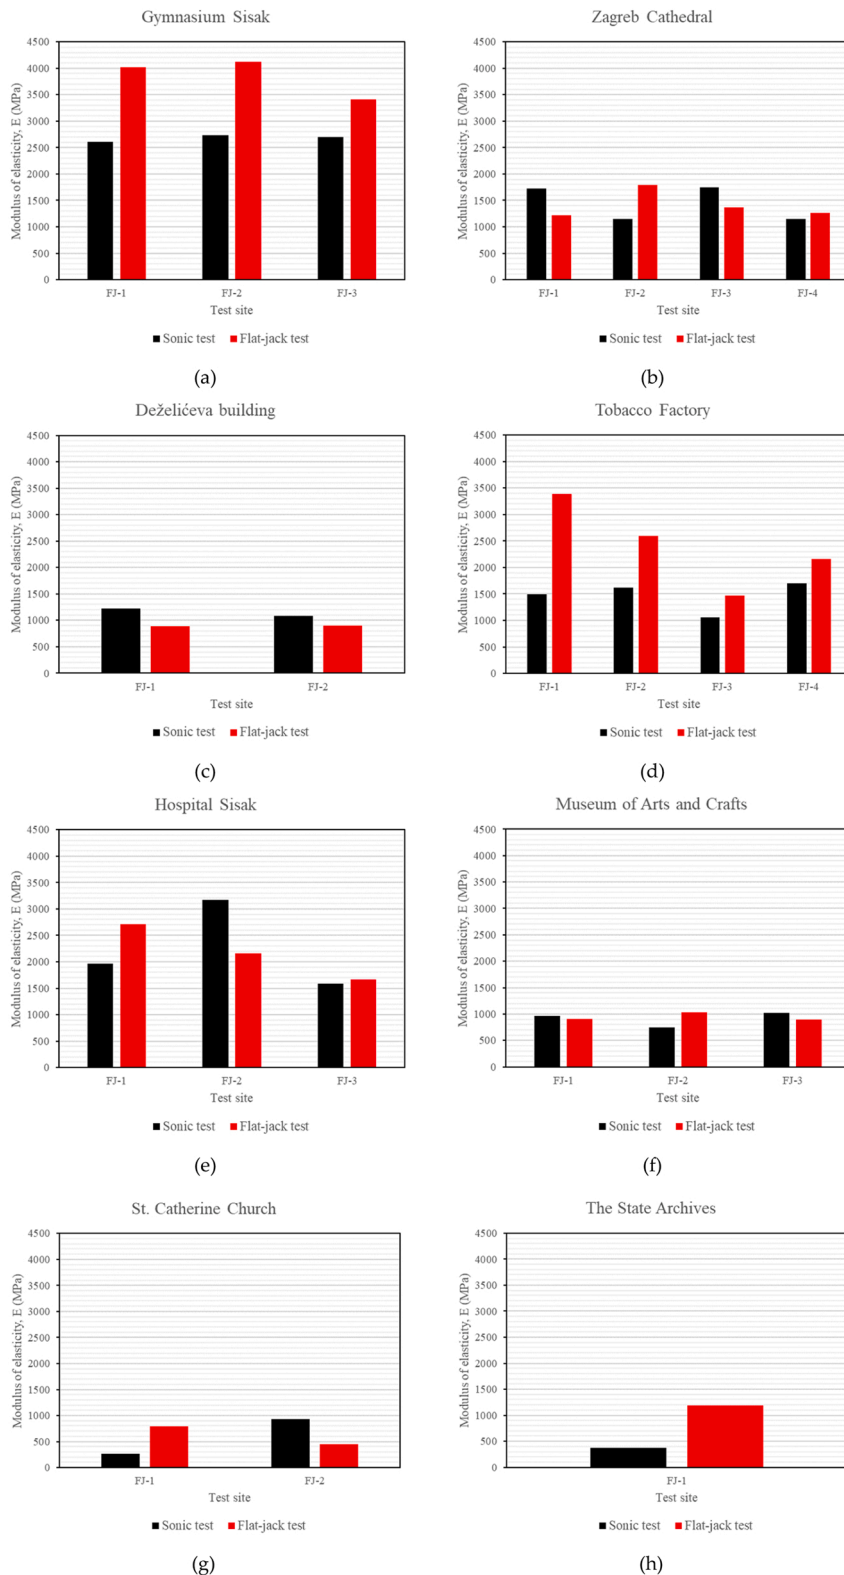 Gymnasium Sisak
Modulus of elasticity, E (MPa)
4500
4000
3500
3000
2500
2000
1500
1000
500
0
FJ-1 FJ-2 FJ-3
Test site
Sonic test Flat-jack test
(a)
Zagreb Cathedral
Modulus of elasticity, E (MPa)
4500
4000
3500
3000
2500
2000
1500
1000
500
0
FJ-1 FJ-2 FJ-3 FJ-4
Test site
Sonic test Flat-jack test
(b)
Deželićeva building
Modulus of elasticity, E (MPa)
4500
4000
3500
3000
2500
2000
1500
1000
500
0
FJ-1 FJ-2
Test site
Sonic test Flat-jack test
(c)
Tobacco Factory
Modulus of elasticity, E (MPa)
4500
4000
3500
3000
2500
2000
1500
1000
500
0
FJ-1 FJ-2 FJ-3 FJ-4
Test site
Sonic test Flat-jack test
(d)
Hospital Sisak
Modulus of elasticity, E (MPa)
4500
4000
3500
3000
2500
2000
1500
1000
500
0
FJ-1 FJ-2 FJ-3
Test site
Sonic test Flat-jack test
(e)
Museum of Arts and Crafts
Modulus of elasticity, E (MPa)
4500
4000
3500
3000
2500
2000
1500
1000
500
0
FJ-1 FJ-2 FJ-3
Test site
Sonic test Flat-jack test
(f)
St. Catherine Church
Modulus of elasticity, E (MPa)
4500
4000
3500
3000
2500
2000
1500
1000
500
0
FJ-1 FJ-2
Test site
Sonic test Flat-jack test
(g)
The State Archives
Modulus of elasticity, E (MPa)
4500
4000
3500
3000
2500
2000
1500
1000
500
0
FJ-1
Test site
Sonic test Flat-jack test
(h)